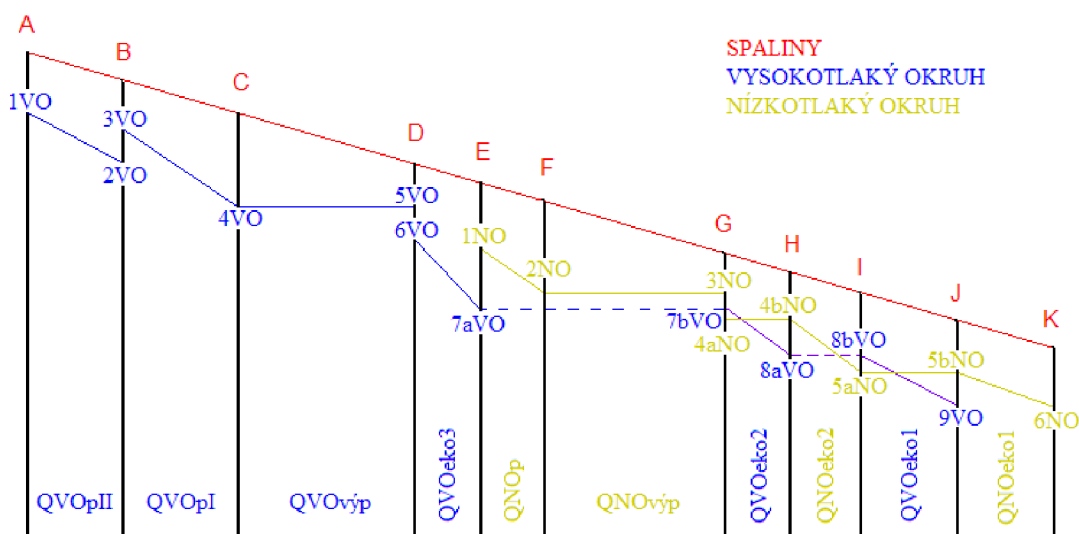 A
B
C
D
E
F
G
H
I
J
K
SPALINY
VYSOKOTLAKÝ OKRUH
NÍZKOTLAKÝ OKRUH
1VO
3VO
2VO
4VO
5VO
6VO
7aVO
1NO
2NO
3NO
7bVO
4aNO
4bNO
8aVO
8bVO
5aNO
5bNO
9VO
6NO
QVOpII
QVOpI
QVOvýp
QVOeko3
QNOp
QNOvýp
QVOeko2
QNOeko2
QVOeko1
QNOeko1